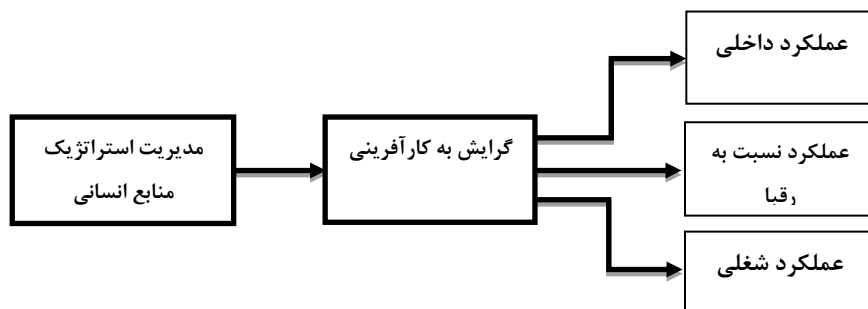 مدیریت استراتژیک
منابع انسانی
گرایش به کارآفرینی
عملکرد داخلی
عملکرد نسبت به
رقبا
عملکرد شغلی